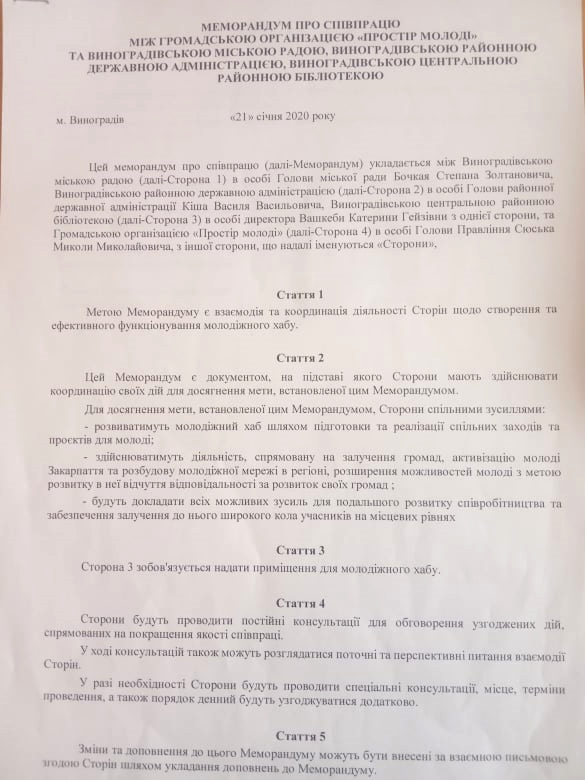 МЕМОРАНДУМ ПРО СПІВПРАЦЮ
МІЖ ГРОМАДСЬКОЮ ОРГАНІЗАЦІЄЮ «ПРОСТІР МОЛОДІ»
ТА ВИНОГРАДІВСЬКОЮ МІСЬКОЮ РАДОЮ, ВИНОГРАДІВСЬКОЮ РАЙОННОЮ
ДЕРЖАВНОЮ АДМІНІСТРАЦІЄЮ, ВИНОГРАДІВСЬКОЮ ЦЕНТРАЛЬНОЮ
РАЙОННОЮ БІБЛІОТЕКОЮ
м. Виноградів «21» січня 2020 року
Цей меморандум про співпрацю (далі-Меморандум) укладається між Виноградівською
міською радою (далі-Сторона 1) в особі Голови міської ради Бочкая Степана Золтановича,
Виноградівською районною державною адміністрацією (далі-Сторона 2) в особі Голови районної
державної адміністрації Кіша Василя Васильовича, Виноградівською центральною районною
бібліотекою (далі-Сторона 3) в особі директора Вашкеби Катерини Гейзівни з однієї сторони, та
Громадською організацією «Простір молоді» (далі-Сторона 4) в особі Голови Правління Сюська
Миколи Миколайовича, з іншої сторони, що надалі іменуються «Сторони»,
Стаття 1
Метою Меморандуму є взаємодія та координація діяльності Сторін щодо створення та
ефективного функціонування молодіжного хабу.
Стаття 2
Цей Меморандум є документом, на підставі якого Сторони мають здійснювати
координацію своїх дій для досягнення мети, встановленої цим Меморандумом.
Для досягнення мети, встановленої цим Меморандумом, Сторони спільними зусиллями:
- розвиватимуть молодіжний хаб шляхом підготовки та реалізації спільних заходів та
проєктів для молоді;
- здійснюватимуть діяльність, спрямовану на залучення громад, активізацію молоді
Закарпаття та розбудову молодіжної мережі в регіоні, розширення можливостей молоді з метою
розвитку в неї відчуття відповідальності за розвиток своїх громад ;
- будуть докладати всіх можливих зусиль для подальшого розвитку співробітництва та
забезпечення залучення до нього широкого кола учасників на місцевих рівнях
Стаття 3
Сторона 3 зобов'язується надати приміщення для молодіжного хабу.
Стаття 4
Сторони будуть проводити постійні консультації для обговорення узгоджених дій,
спрямованих на покращення якості співпраці.
У ході консультацій також можуть розглядатися поточні та перспективні питання взаємодії
Сторін.
У разі необхідності Сторони будуть проводити спеціальні консультації, місце, терміни
проведення, а також порядок денний будуть узгоджуватися додатково.
Стаття 5
Зміни та доповнення до цього Меморандуму можуть бути внесені за взаємною письмовою
згодою Сторін шляхом укладання доповнень до Меморандуму.